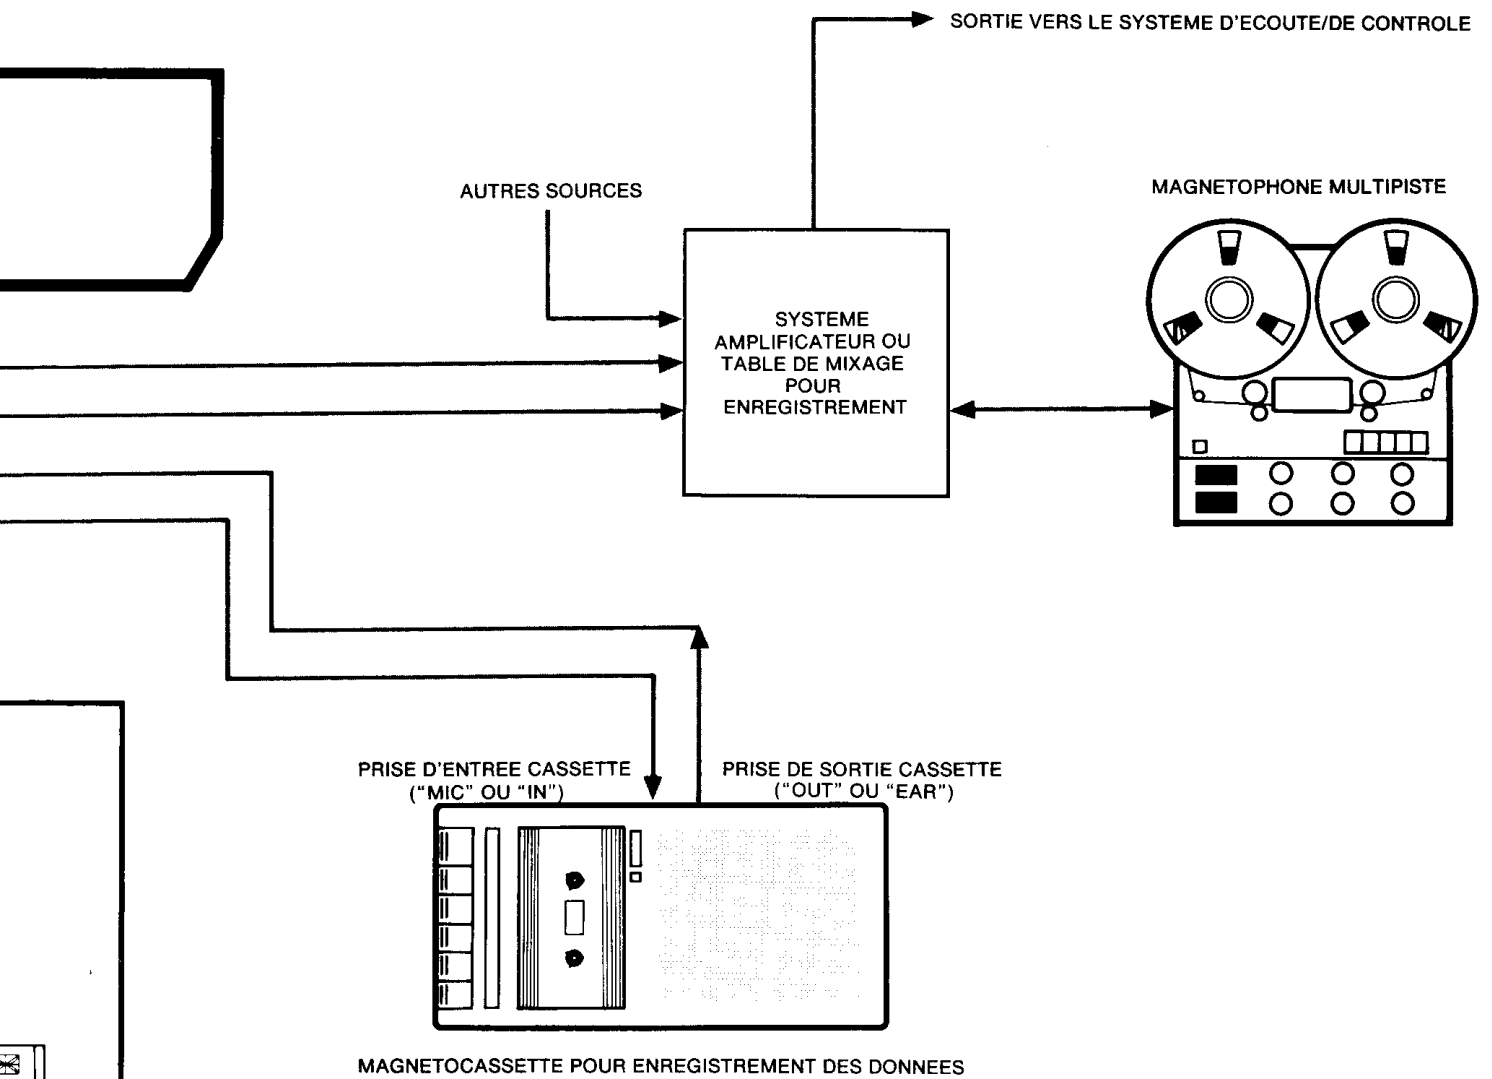 SORTIE VERS LE SYSTEME D'ECOUTE/DE CONTROLE
AUTRES SOURCES
MAGNETOPHONE MULTIPISTE
SYSTEME
AMPLIFICATEUR OU
TABLE DE MIXAGE
POUR
ENREGISTREMENT
PRISE D'ENTREE CASSETTE
("MIC" OU "IN")
PRISE DE SORTIE CASSETTE
("OUT" OU "EAR")
MAGNETOCASSETTE POUR ENREGISTREMENT DES DONNEES